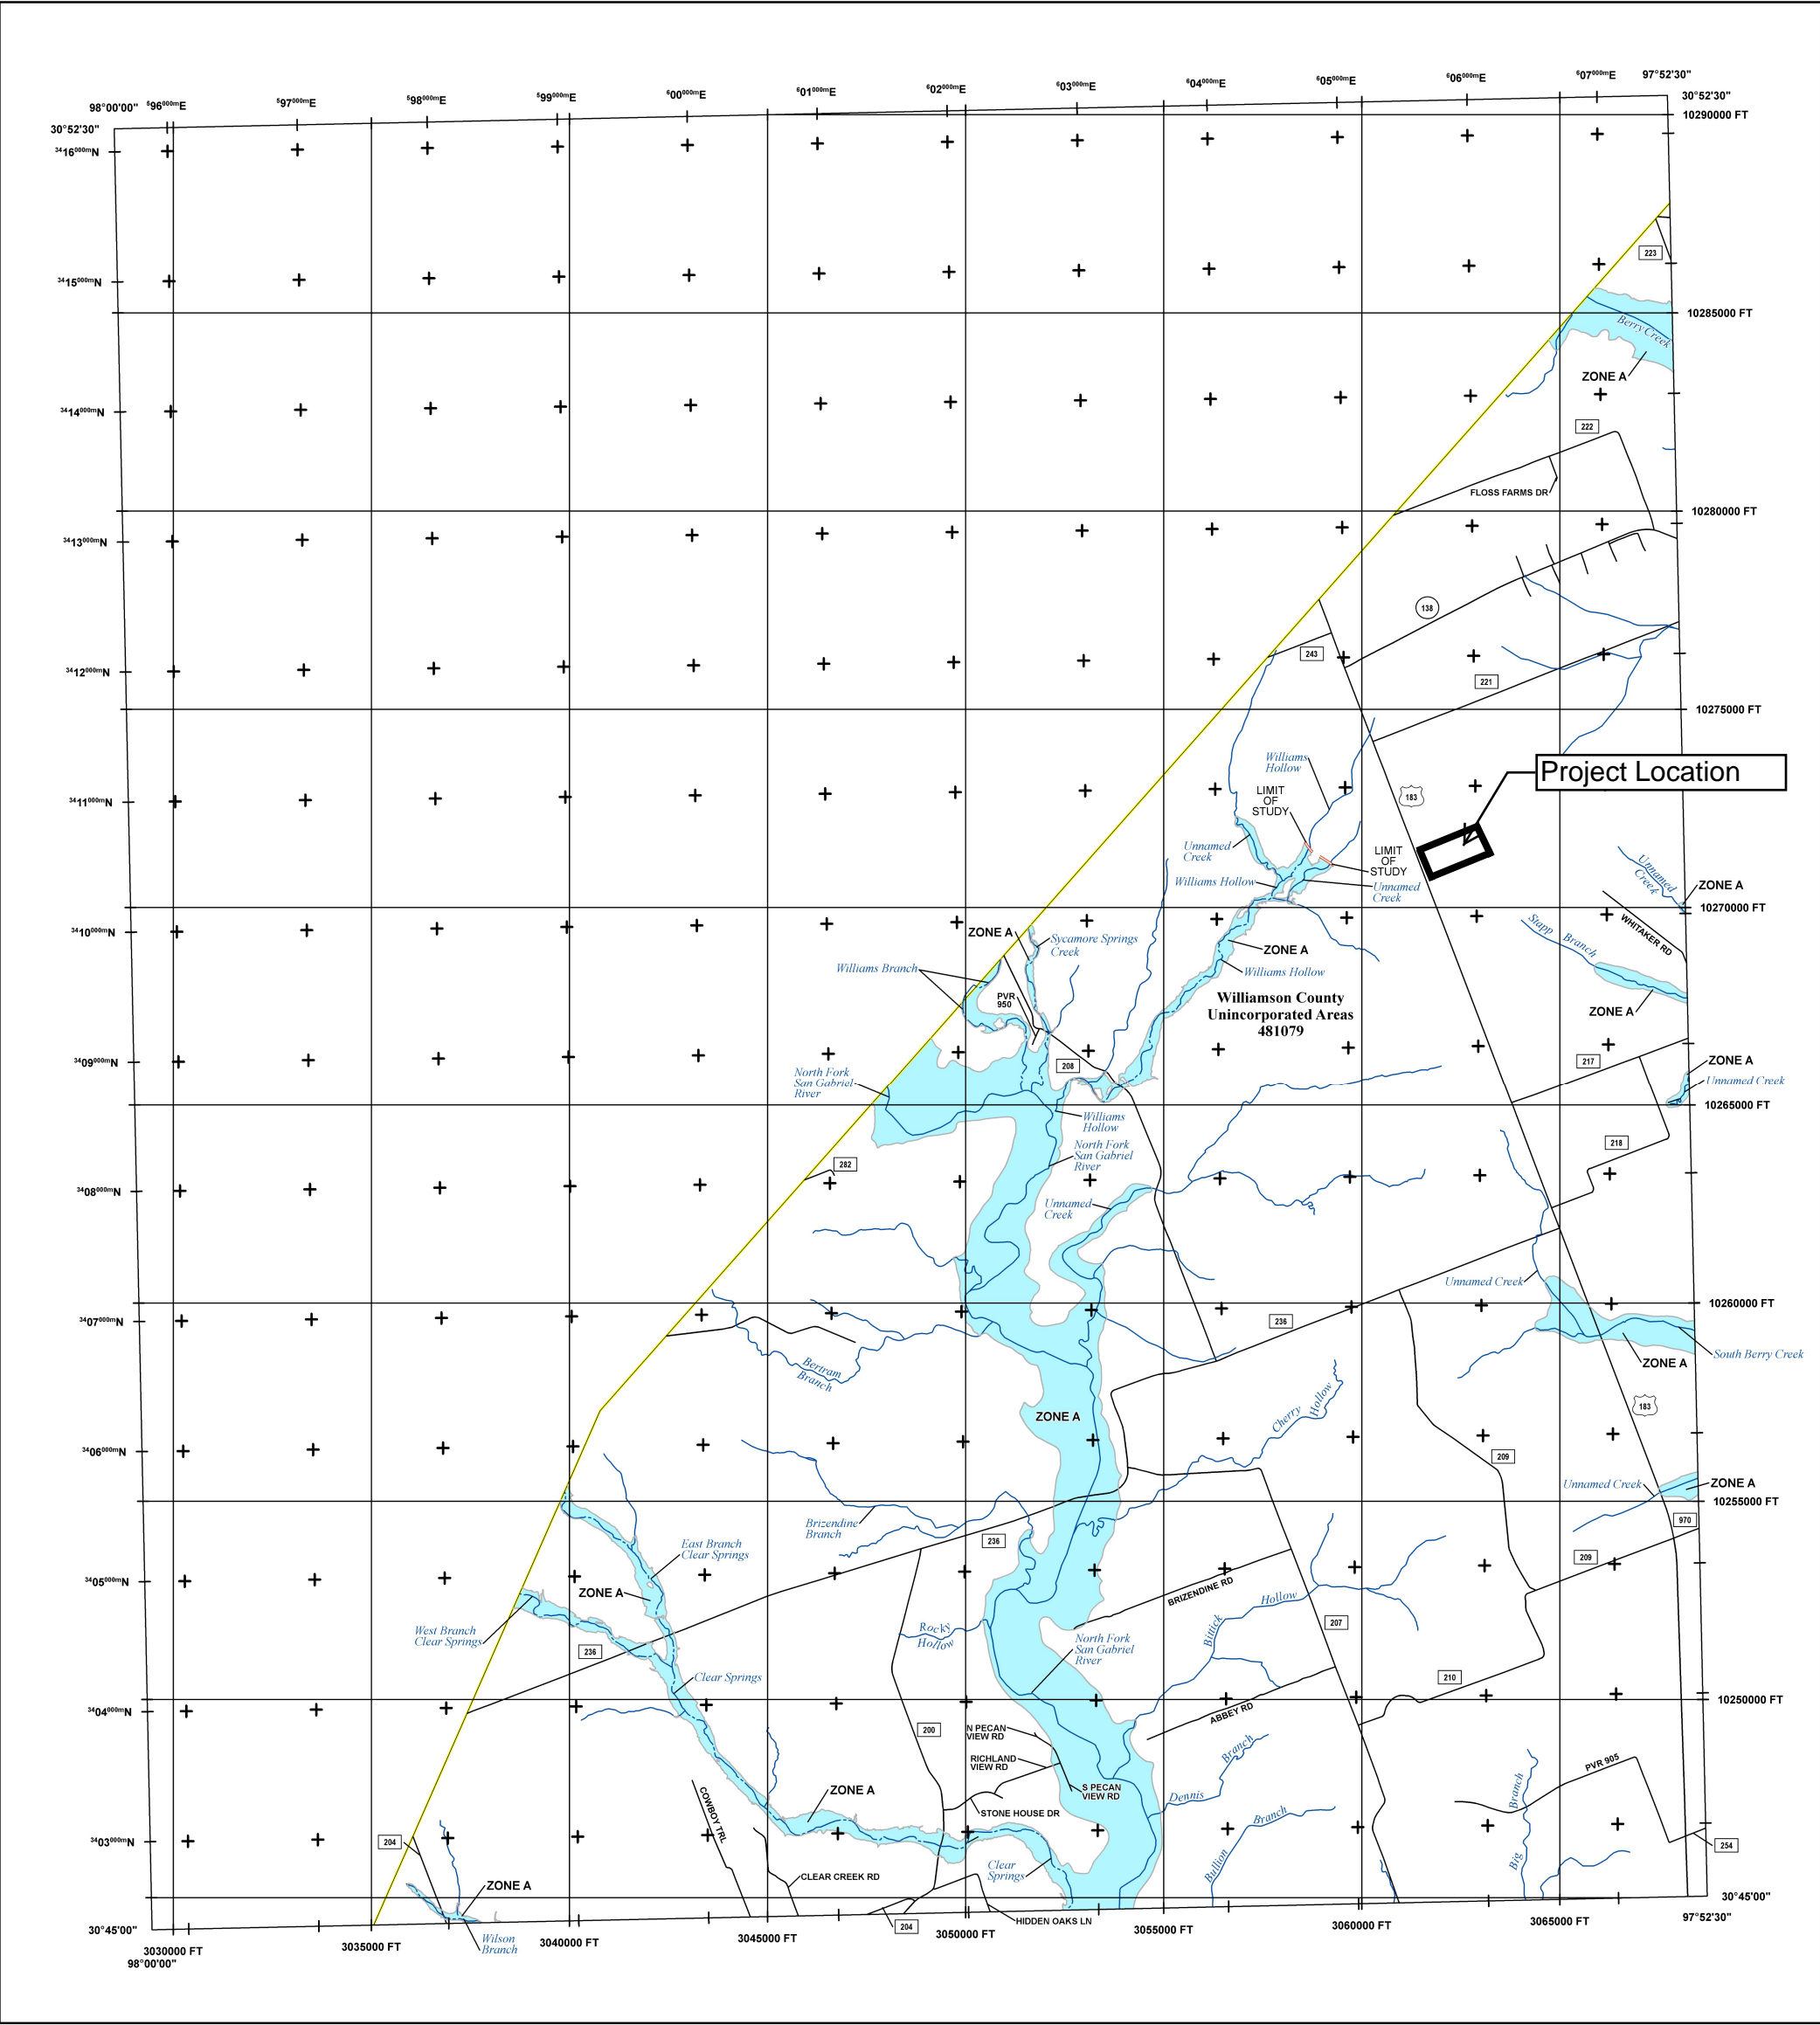 98°00'00"
596000mE
597000mE
598000mE
599000mE
600000mE
601000mE
602000mE
603000mE
604000mE
605000mE
606000mE
607000mE
97°52'30"
30°52'30"
30°52'30"
10290000 FT
3416000mN
223
3415000mN
10285000 FT
Berry Creek
ZONE A
3414000mN
222
FLOSS FARMS DR
10280000 FT
3413000mN
138
243
3412000mN
221
10275000 FT
Williams
Hollow
Project Location
3411000mN
LIMIT
OF
STUDY
183
Unnamed
Creek
LIMIT
OF
STUDY
Williams Hollow
Unnamed
Creek
Unnamed
Creek
ZONE A
10270000 FT
3410000mN
ZONE A
Sycamore Springs
Creek
ZONE A
Stapp Branch
WHITAKER RD
Williams Branch
Williams Hollow
PVR
950
Williamson County
Unincorporated Areas
481079
ZONE A
3409000mN
208
217
ZONE A
North Fork
San Gabriel
River
Unnamed Creek
10265000 FT
Williams
Hollow
North Fork
San Gabriel
River
218
282
3408000mN
Unnamed
Creek
Unnamed Creek
10260000 FT
3407000mN
236
South Berry Creek
ZONE A
Bertram
Branch
Cherry
Hollow
183
ZONE A
3406000mN
209
Unnamed Creek
ZONE A
10255000 FT
Brizendine
Branch
970
236
East Branch
Clear Springs
209
3405000mN
ZONE A
BRIZENDINE RD
Hollow
Bittick
West Branch
Clear Springs
Rocky
Hollow
207
236
North Fork
San Gabriel
River
Clear Springs
210
10250000 FT
3404000mN
ABBEY RD
200
N PECAN
VIEW RD
RICHLAND
VIEW RD
Branch
PVR 905
S PECAN
VIEW RD
Dennis
ZONE A
COWBOY TRL
STONE HOUSE DR
Branch
Branch
3403000mN
204
254
Clear
Springs
Bullion
Big
CLEAR CREEK RD
ZONE A
30°45'00"
30°45'00"
204
HIDDEN OAKS LN
97°52'30"
Wilson
Branch
3030000 FT
3035000 FT
3040000 FT
3045000 FT
3050000 FT
3055000 FT
3060000 FT
3065000 FT
98°00'00"